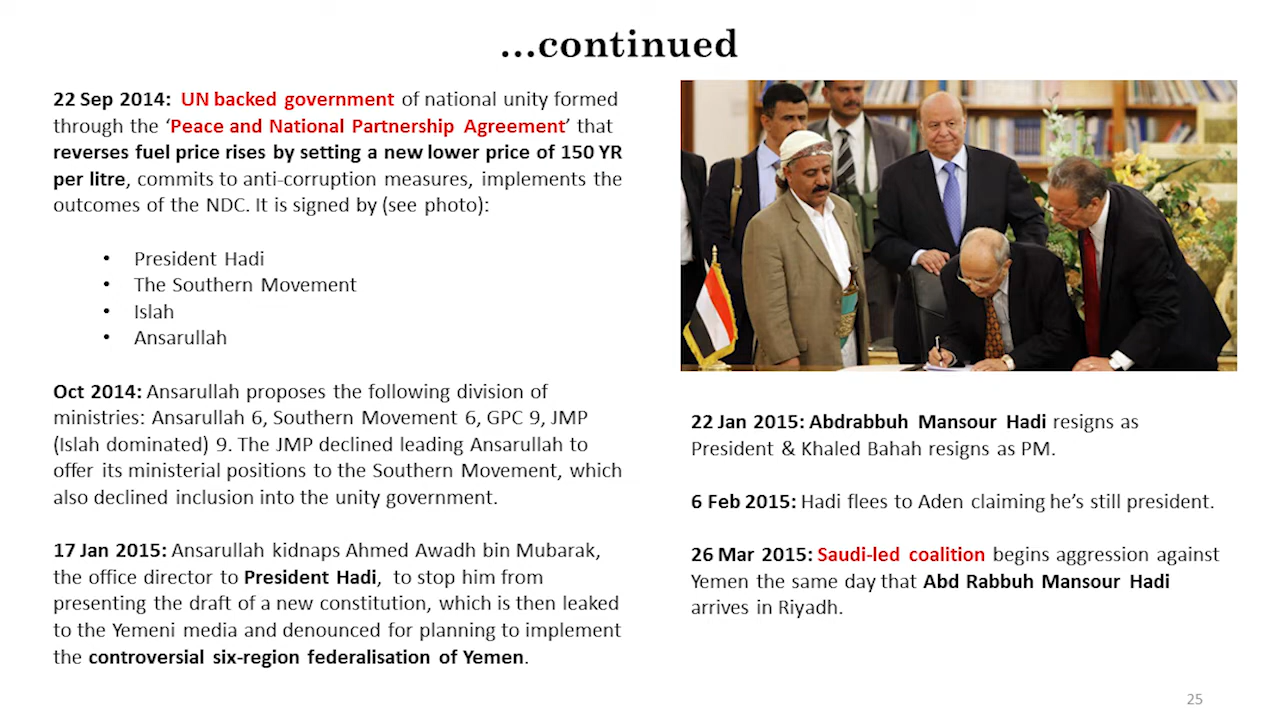 ...continued
22 Sep 2014: UN backed government of national unity formed
through the ‘Peace and National Partnership Agreement’ that
reverses fuel price rises by setting a new lower price of 150 YR
per litre, commits to anti-corruption measures, implements the
outcomes of the NDC. It is signed by (see photo):
• President Hadi
• The Southern Movement
• Islah
• Ansarullah
Oct 2014: Ansarullah proposes the following division of
ministries: Ansarullah 6, Southern Movement 6, GPC 9, JMP
(Islah dominated) 9. The JMP declined leading Ansarullah to
offer its ministerial positions to the Southern Movement, which
also declined inclusion into the unity government.
17 Jan 2015: Ansarullah kidnaps Ahmed Awadh bin Mubarak,
the office director to President Hadi, to stop him from
presenting the draft of a new constitution, which is then leaked
to the Yemeni media and denounced for planning to implement
the controversial six-region federalisation of Yemen.
22 Jan 2015: Abdrabbuh Mansour Hadi resigns as
President & Khaled Bahah resigns as PM.
6 Feb 2015: Hadi flees to Aden claiming he’s still president.
26 Mar 2015: Saudi-led coalition begins aggression against
Yemen the same day that Abd Rabbuh Mansour Hadi
arrives in Riyadh.
25